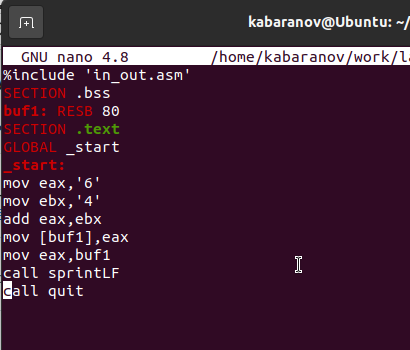 kabaranov@Ubuntu:
GNU nano 4.8 /home/kabaranov/work/
%include 'in_out.asm'
SECTION .bss
buf1: RESB 80
SECTION .text
GLOBAL _start
_start:
mov eax,'6'
mov ebx,'4'
add eax,ebx
mov [buf1],eax
mov eax,buf1
call sprintLF
call quit